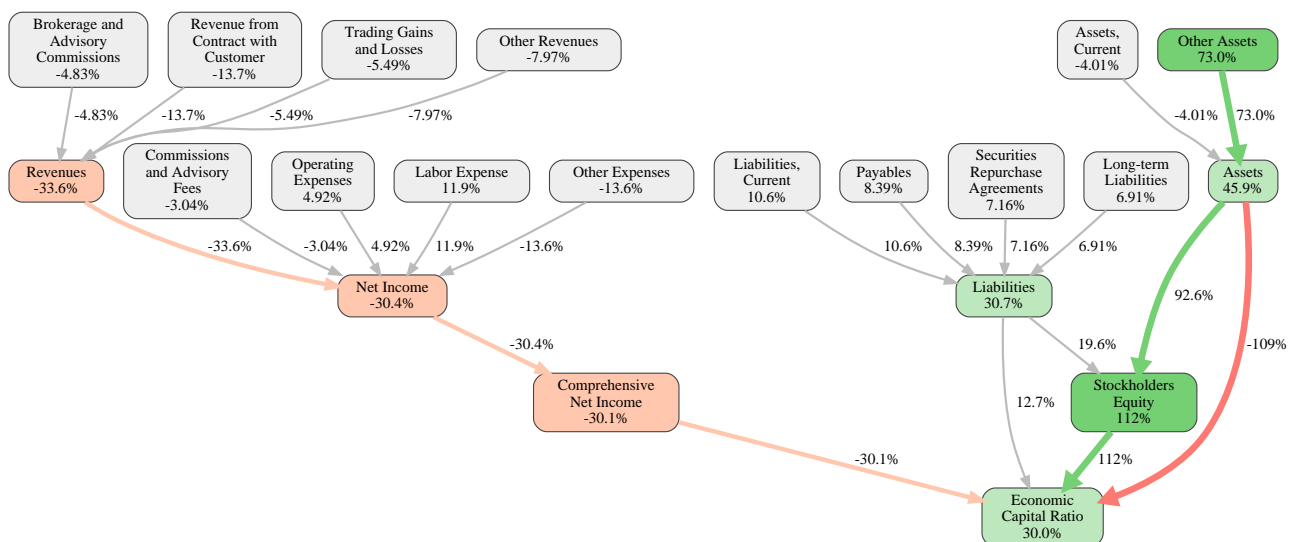 Brokerage and
Advisory
Commissions
-4.83%
Revenue from
Contract with
Customer
-13.7%
Trading Gains
and Losses
-5.49%
Other Revenues
-7.97%
Assets,
Current
-4.01%
Other Assets
73.0%
-4.83%
-13.7%
-5.49%
-7.97%
-4.01%
73.0%
Revenues
-33.6%
Commissions
and Advisory
Fees
-3.04%
Operating
Expenses
4.92%
Labor Expense
11.9%
Other Expenses
-13.6%
Liabilities,
Current
10.6%
Payables
8.39%
Securities
Repurchase
Agreements
7.16%
Long-term
Liabilities
6.91%
Assets
45.9%
-33.6%
-3.04%
4.92%
11.9%
-13.6%
10.6%
8.39%
7.16%
6.91%
Net Income
-30.4%
Liabilities
30.7%
92.6%
-30.4%
19.6%
-109%
Comprehensive
Net Income
-30.1%
12.7%
Stockholders
Equity
112%
-30.1%
112%
Economic
Capital Ratio
30.0%